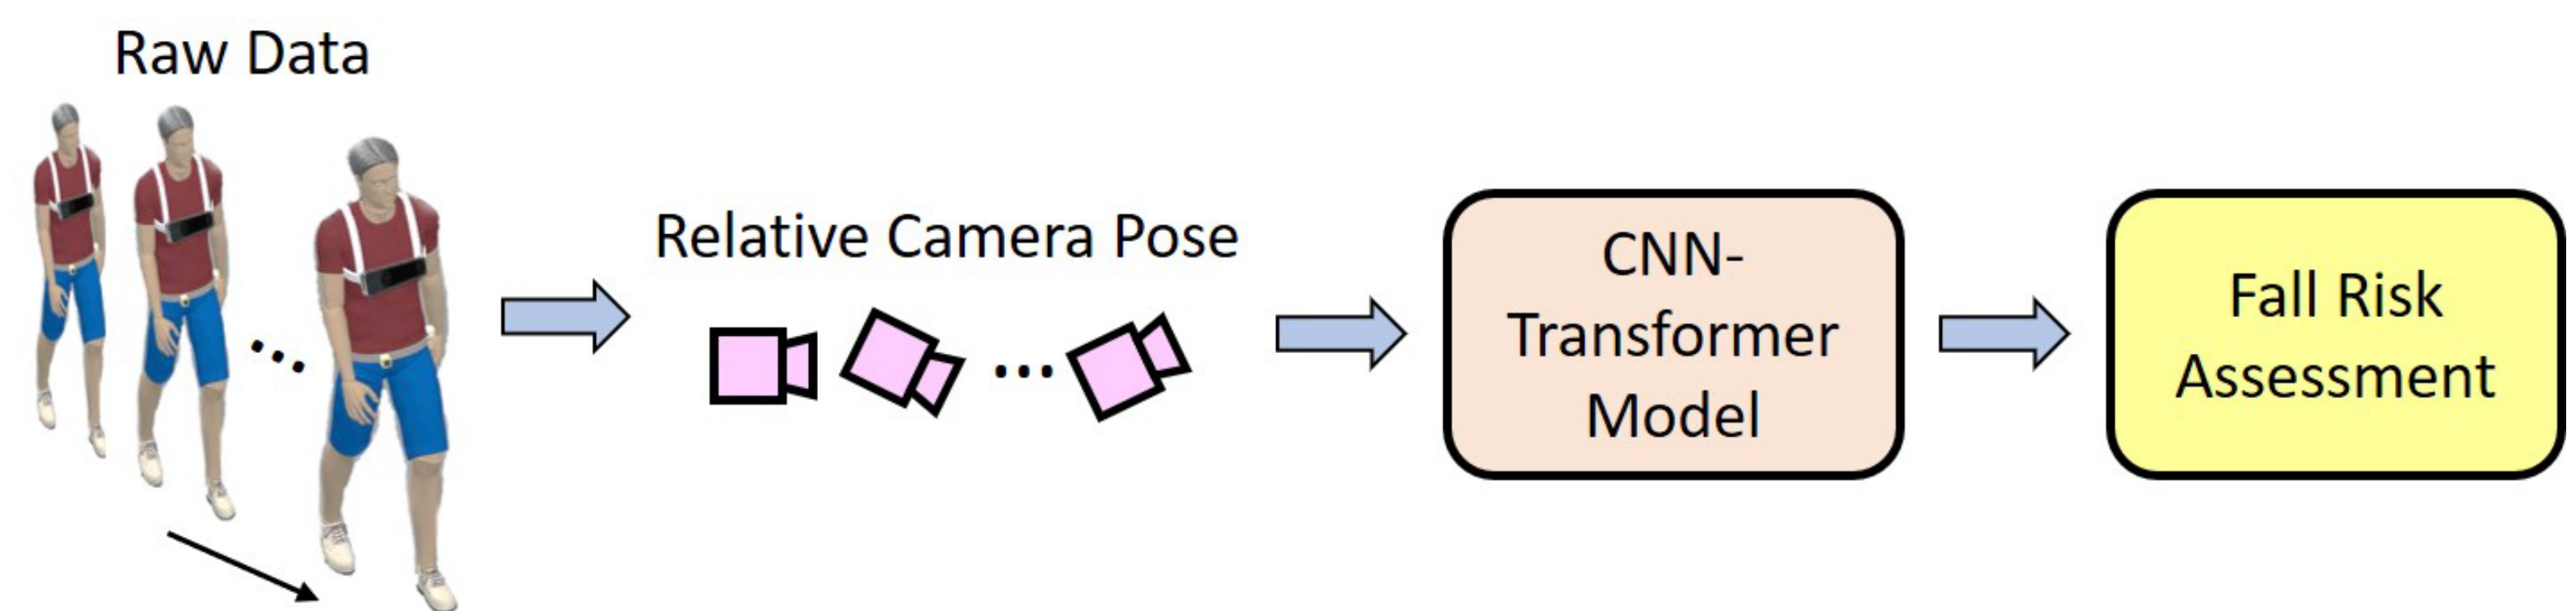 Raw Data
Relative Camera Pose
CNN-
Transformer
Model
Fall Risk
Assessment